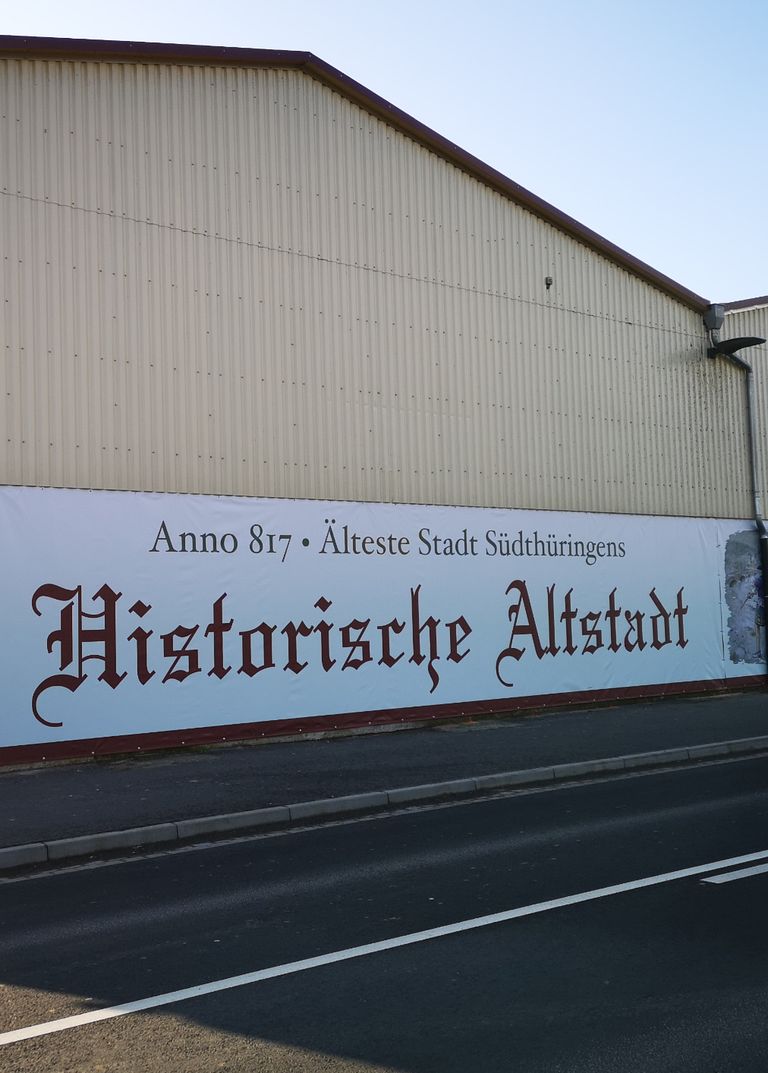 Anno 817 • Älteste Stadt Südthüringens
Historische Altstadt